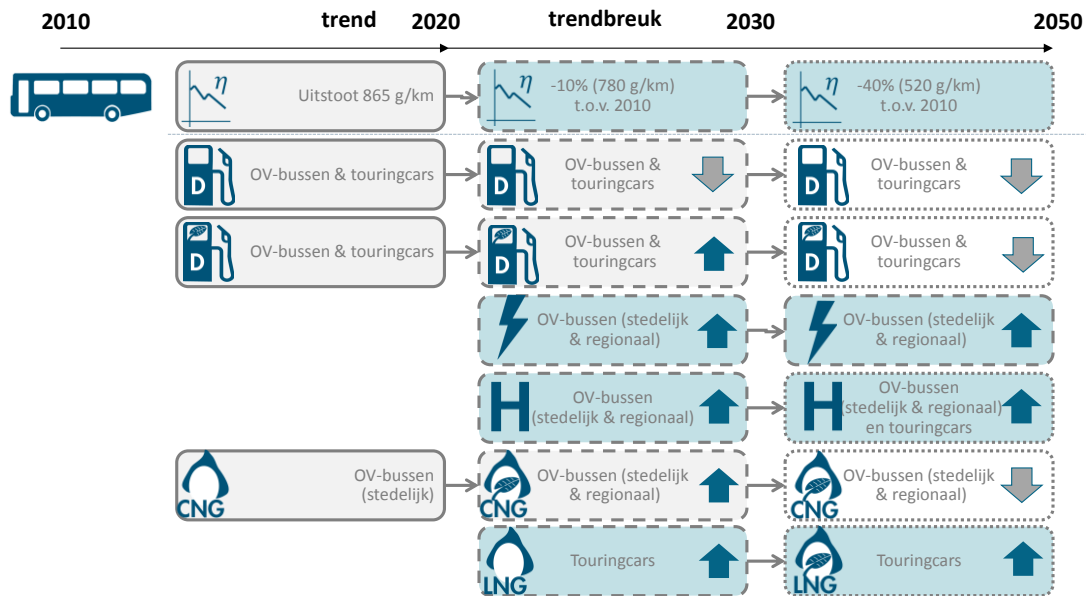 2010 trend 2020 trendbreuk 2030 2050
η Uitstoot 865 g/km
η -10% (780 g/km)
t.o.v. 2010
η -40% (520 g/km)
t.o.v. 2010
D OV-bussen & touringcars
D OV-bussen &
touringcars
D OV-bussen &
touringcars
D OV-bussen & touringcars
D OV-bussen &
touringcars
D OV-bussen &
touringcars
OV-bussen (stedelijk
& regionaal)
OV-bussen (stedelijk
& regionaal)
H OV-bussen
(stedelijk & regionaal)
H OV-bussen
(stedelijk & regionaal)
en touringcars
OV-bussen
(stedelijk)
CNG
OV-bussen (stedelijk
& regionaal)
CNG
OV-bussen (stedelijk
& regionaal)
CNG
Touringcars
LNG
Touringcars
LNG